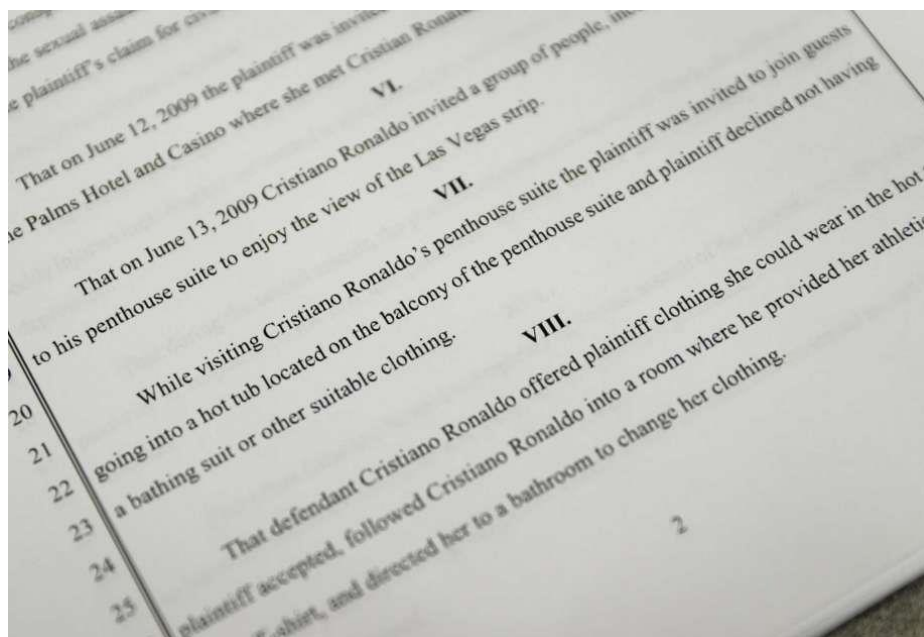 the sexual
plaintiff's claim for
That on June 12, 2009 the plaintiff was invited
Palms Hotel and Casino where she met Cristian
VI.
That on June 13, 2009 Cristiano Ronaldo invited a group of people,
to his penthouse suite to enjoy the view of the Las Vegas strip.
20 VII.
21 While visiting Cristiano Ronaldo's penthouse suite the plaintiff was invited to join guests
22 going into a hot tub located on the balcony of the penthouse suite and plaintiff declined not having
23 a bathing suit or other suitable clothing.
24 VIII.
25 That defendant Cristiano Ronaldo offered plaintiff clothing she could wear in the hot
plaintiff accepted, followed Cristiano Ronaldo into a room where he provided her
and directed her to a bathroom to change her clothing.
2